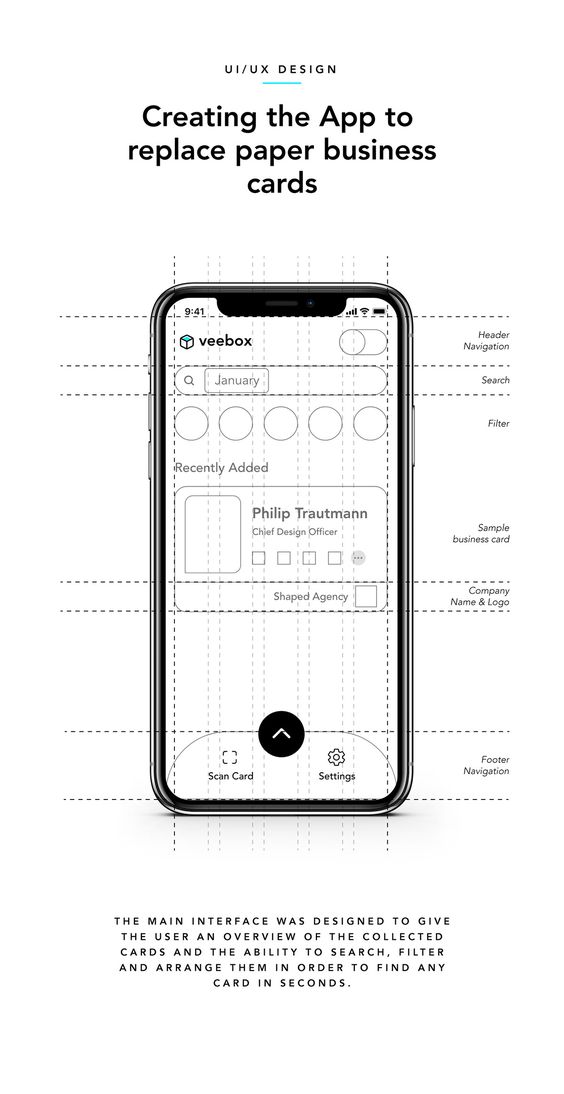 UI/UX DESIGN
Creating the App to
replace paper business
cards
9:41
veebox
Header
Navigation
January
Search
Filter
Recently Added
Philip Trautmann
Chief Design Officer
Sample
business card
Shaped Agency
Company
Name & Logo
Scan Card
Settings
Footer
Navigation
THE MAIN INTERFACE WAS DESIGNED TO GIVE
THE USER AN OVERVIEW OF THE COLLECTED
CARDS AND THE ABILITY TO SEARCH, FILTER
AND ARRANGE THEM IN ORDER TO FIND ANY
CARD IN SECONDS.